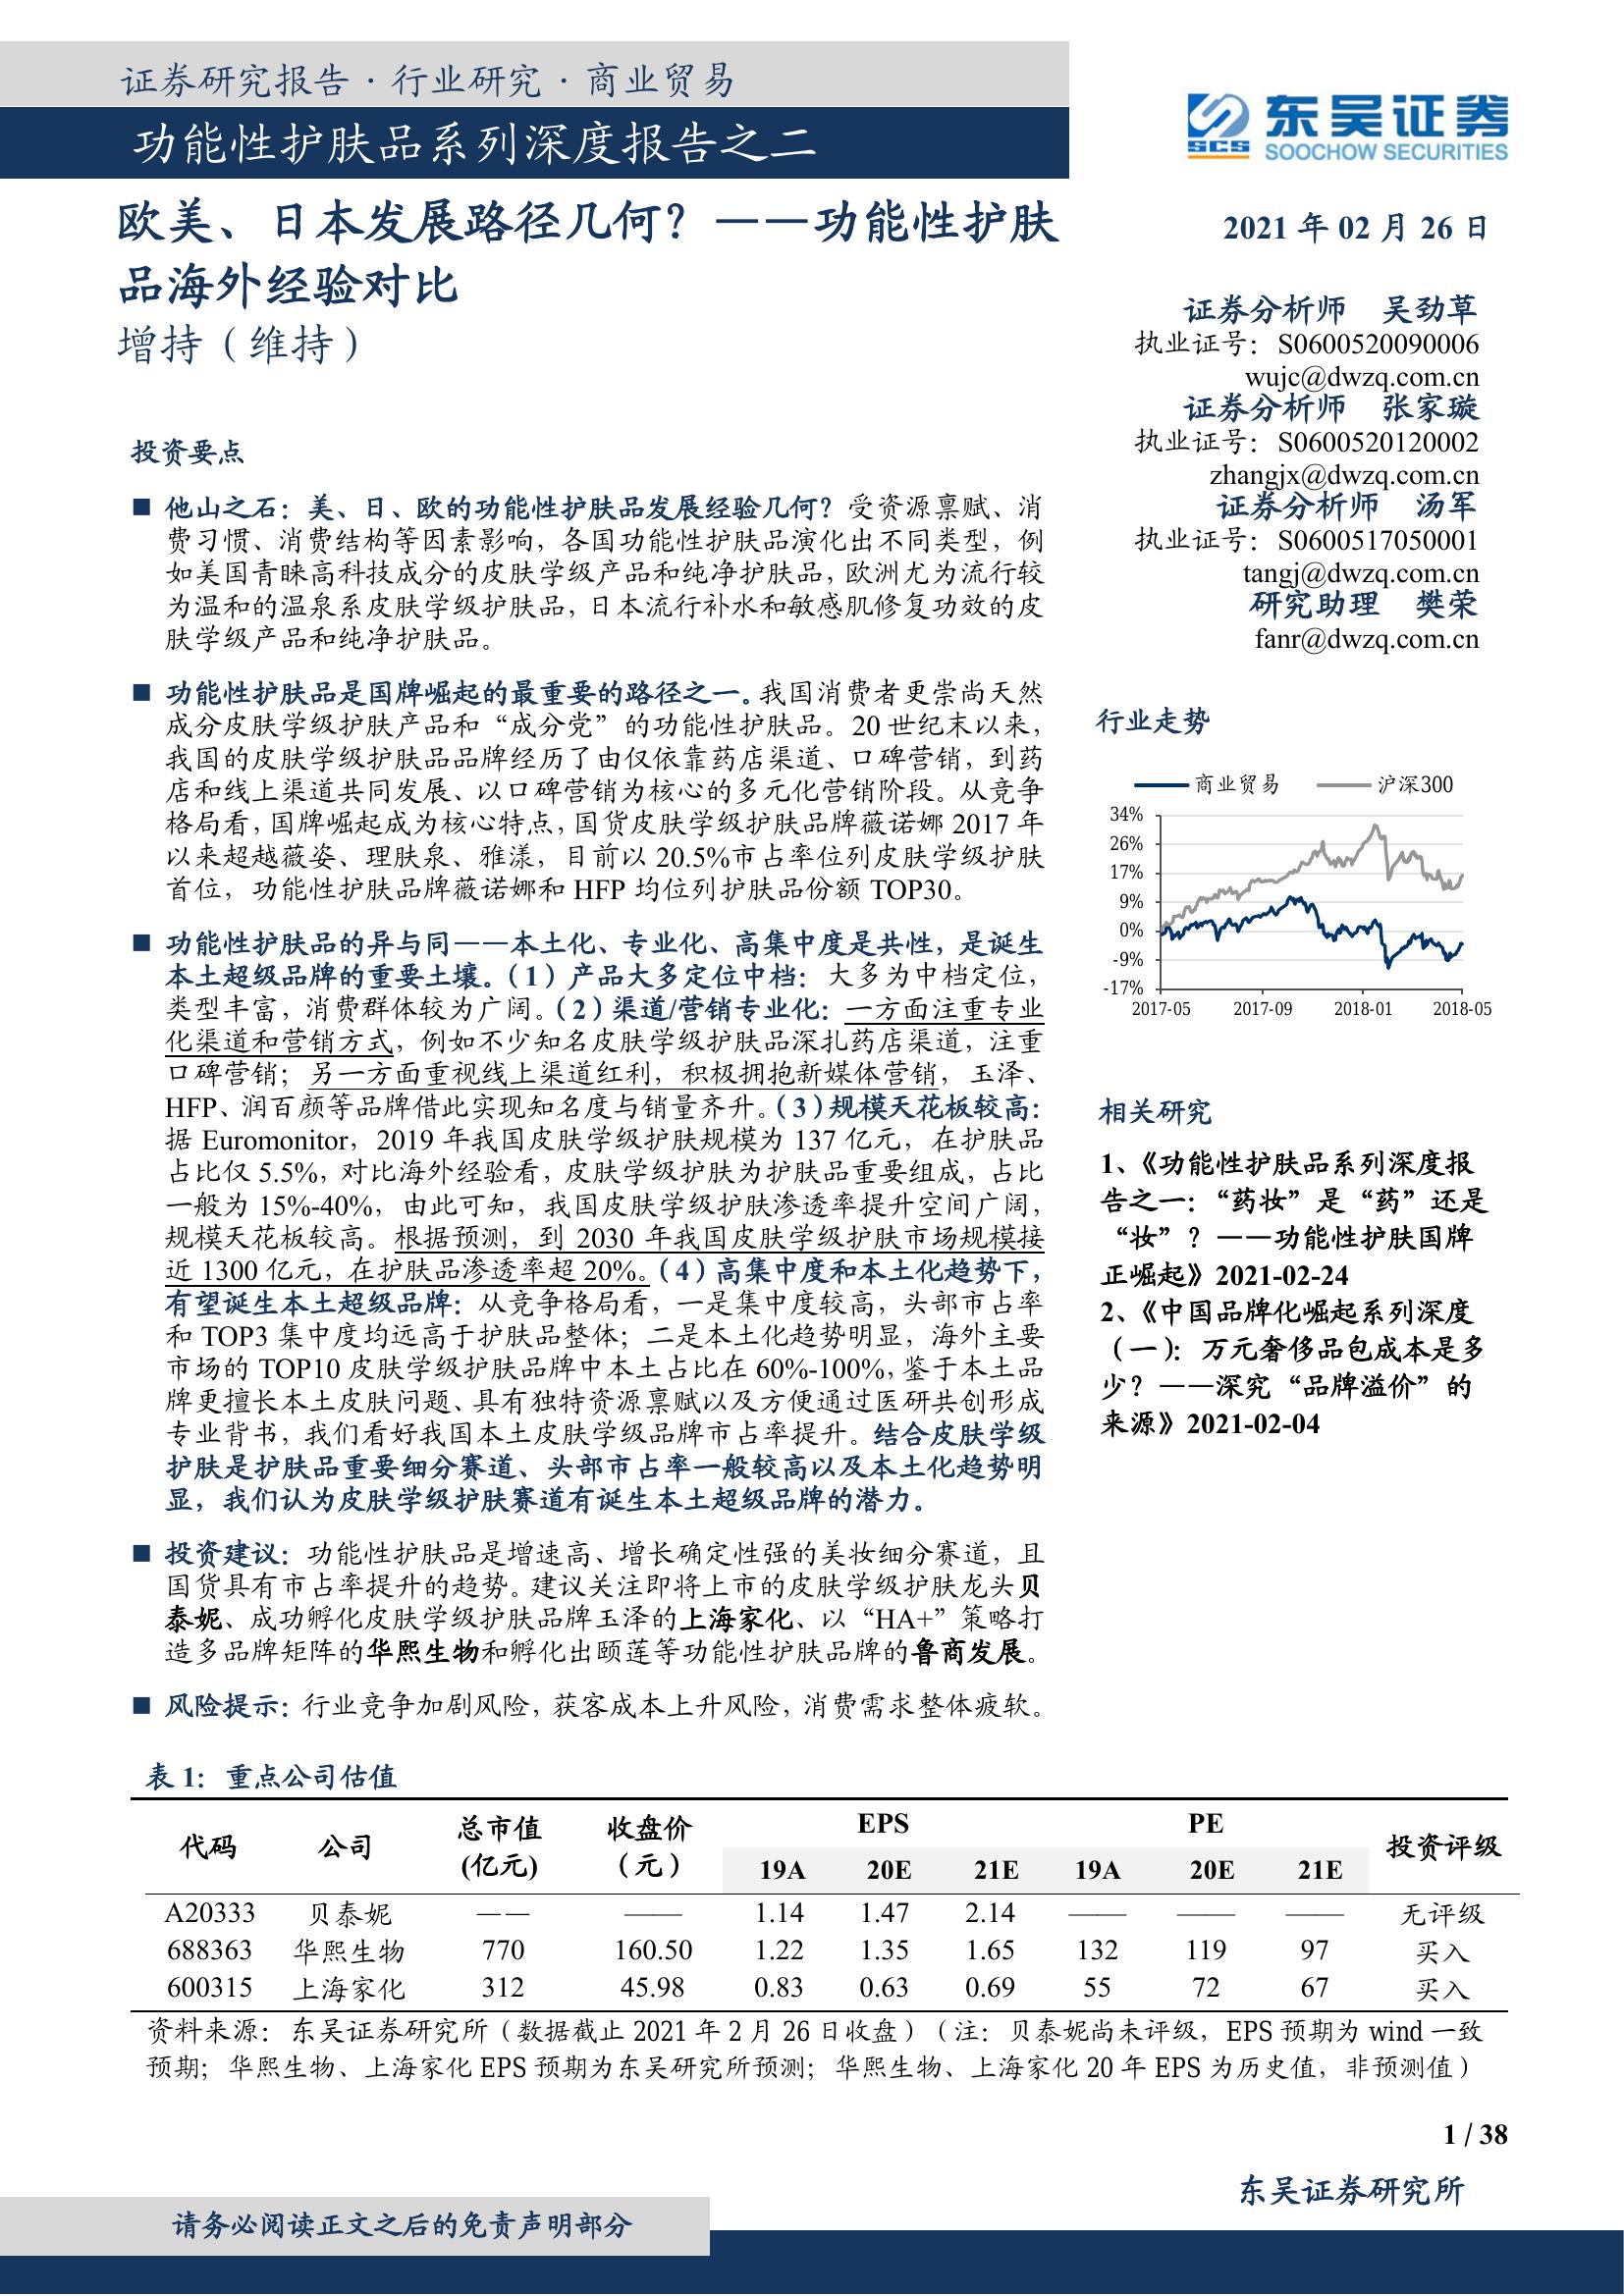 证券研究报告 · 行业研究 · 商业贸易
功能性护肤品系列深度报告之二
东吴证券
SCS
SOOCHOW SECURITIES
欧美、日本发展路径几何？——功能性护肤
品海外经验对比
增持（维持）
2021 年 02 月 26 日
证券分析师 吴劲草
执业证号：S0600520090006
wujc@dwzq.com.cn
证券分析师 张家璇
执业证号：S0600520120002
zhangjx@dwzq.com.cn
证券分析师 汤军
执业证号：S0600517050001
tangj@dwzq.com.cn
研究助理 樊荣
fanr@dwzq.com.cn
投资要点
■ 他山之石：美、日、欧的功能性护肤品发展经验几何？受资源禀赋、消
费习惯、消费结构等因素影响，各国功能性护肤品演化出不同类型，例
如美国青睐高科技成分的皮肤学级产品和纯净护肤品，欧洲尤为流行较
为温和的温泉系皮肤学级护肤品，日本流行补水和敏感肌修复功效的皮
肤学级产品和纯净护肤品。
■ 功能性护肤品是国牌崛起的最重要的路径之一。我国消费者更崇尚天然
成分皮肤学级护肤产品和“成分党”的功能性护肤品。20 世纪末以来，
我国的皮肤学级护肤品品牌经历了由仅依靠药店渠道、口碑营销，到药
店和线上渠道共同发展、以口碑营销为核心的多元化营销阶段。从竞争
格局看，国牌崛起成为核心特点，国货皮肤学级护肤品牌薇诺娜 2017 年
以来超越薇姿、理肤泉、雅漾，目前以 20.5%市占率位列皮肤学级护肤
首位，功能性护肤品牌薇诺娜和 HFP 均位列护肤品份额 TOP30。
■ 功能性护肤品的异与同——本土化、专业化、高集中度是共性，是诞生
本土超级品牌的重要土壤。（1）产品大多定位中档：大多为中档定位，
类型丰富，消费群体较为广阔。（2）渠道/营销专业化：一方面注重专业
化渠道和营销方式，例如不少知名皮肤学级护肤品深扎药店渠道，注重
口碑营销；另一方面重视线上渠道红利，积极拥抱新媒体营销，玉泽、
HFP、润百颜等品牌借此实现知名度与销量齐升。（3）规模天花板较高：
据 Euromonitor，2019 年我国皮肤学级护肤规模为 137 亿元，在护肤品
占比仅 5.5%，对比海外经验看，皮肤学级护肤为护肤品重要组成，占比
一般为 15%-40%，由此可知，我国皮肤学级护肤渗透率提升空间广阔，
规模天花板较高。根据预测，到 2030 年我国皮肤学级护肤市场规模接
近 1300 亿元，在护肤品渗透率超 20%。（4）高集中度和本土化趋势下，
有望诞生本土超级品牌：从竞争格局看，一是集中度较高，头部市占率
和 TOP3 集中度均远高于护肤品整体；二是本土化趋势明显，海外主要
市场的 TOP10 皮肤学级护肤品牌中本土占比在 60%-100%，鉴于本土品
牌更擅长本土皮肤问题、具有独特资源禀赋以及方便通过医研共创形成
专业背书，我们看好我国本土皮肤学级品牌市占率提升。结合皮肤学级
护肤是护肤品重要细分赛道、头部市占率一般较高以及本土化趋势明
显，我们认为皮肤学级护肤赛道有诞生本土超级品牌的潜力。
■ 投资建议：功能性护肤品是增速高、增长确定性强的美妆细分赛道，且
国货具有市占率提升的趋势。建议关注即将上市的皮肤学级护肤龙头贝
泰妮、成功孵化皮肤学级护肤品牌玉泽的上海家化、以“HA+”策略打
造多品牌矩阵的华熙生物和孵化出颐莲等功能性护肤品牌的鲁商发展。
■ 风险提示：行业竞争加剧风险，获客成本上升风险，消费需求整体疲软。
行业走势
商业贸易 沪深300
34%
26%
17%
9%
0%
-9%
-17%
2017-05 2017-09 2018-01 2018-05
相关研究
1、《功能性护肤品系列深度报
告之一：“药妆”是“药”还是
“妆”？——功能性护肤国牌
正崛起》2021-02-24
2、《中国品牌化崛起系列深度
（一）：万元奢侈品包成本是多
少？——深究“品牌溢价”的
来源》2021-02-04
表 1：重点公司估值
代码 公司 总市值 收盘价 EPS PE 投资评级
(亿元) （元） 19A 20E 21E 19A 20E 21E
A20333 贝泰妮 —— —— 1.14 1.47 2.14 —— —— —— 无评级
688363 华熙生物 770 160.50 1.22 1.35 1.65 132 119 97 买入
600315 上海家化 312 45.98 0.83 0.63 0.69 55 72 67 买入
资料来源：东吴证券研究所（数据截止 2021 年 2 月 26 日收盘）（注：贝泰妮尚未评级，EPS 预期为 wind 一致
预期；华熙生物、上海家化 EPS 预期为东吴研究所预测；华熙生物、上海家化 20 年 EPS 为历史值，非预测值）
1 / 38
东吴证券研究所
请务必阅读正文之后的免责声明部分